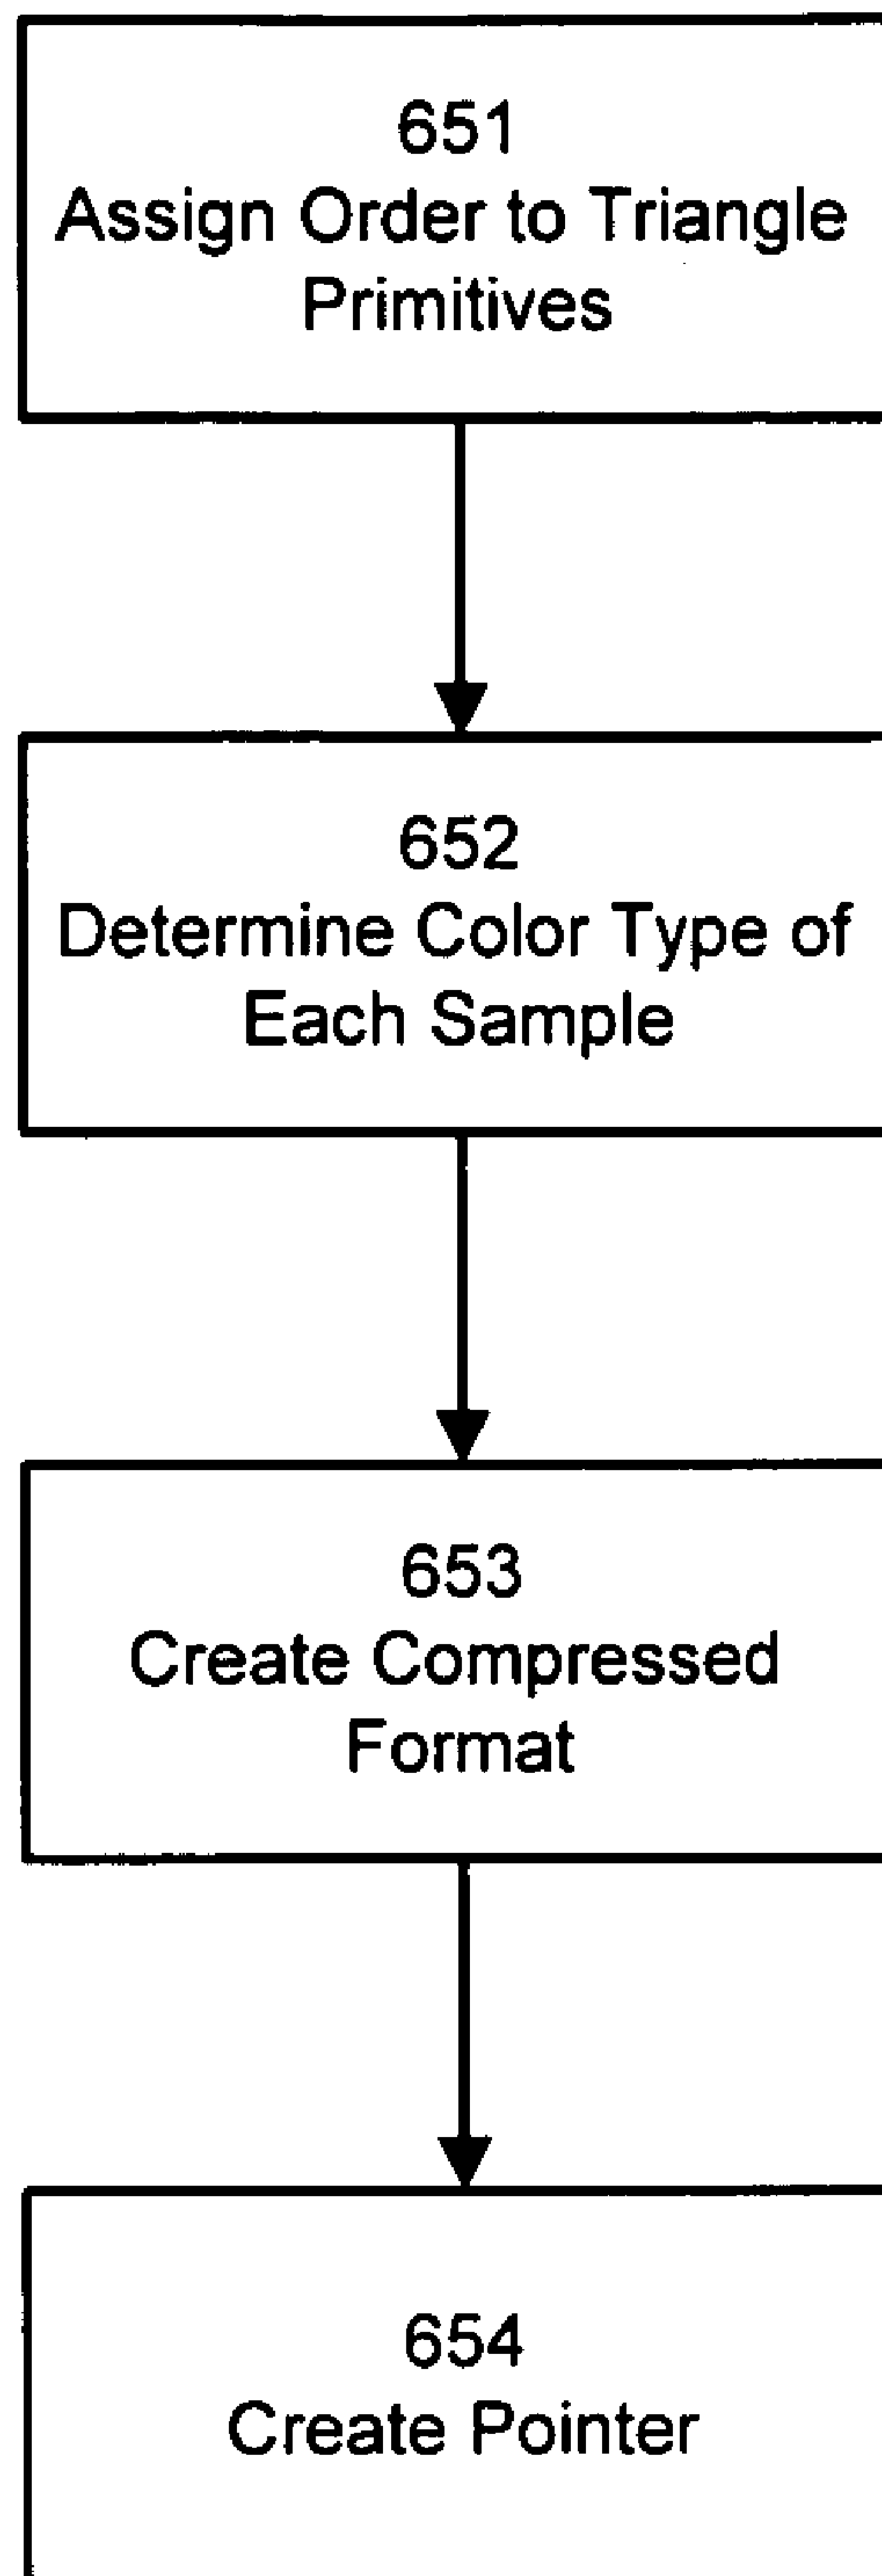 651
Assign Order to Triangle
Primitives
652
Determine Color Type of
Each Sample
653
Create Compressed
Format
654
Create Pointer